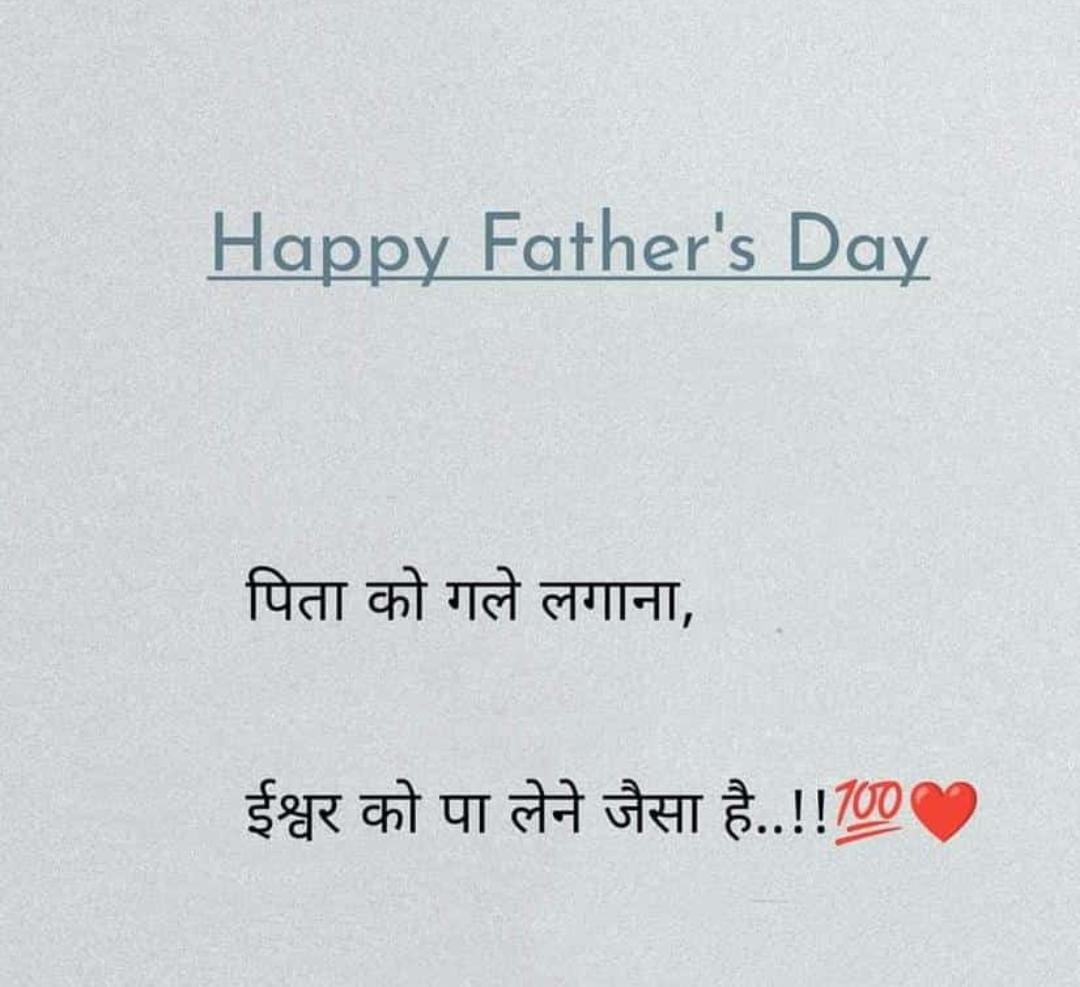 Happy Father's Day
पिता को गले लगाना,
ईश्वर को पा लेने जैसा है..!!💯❤️